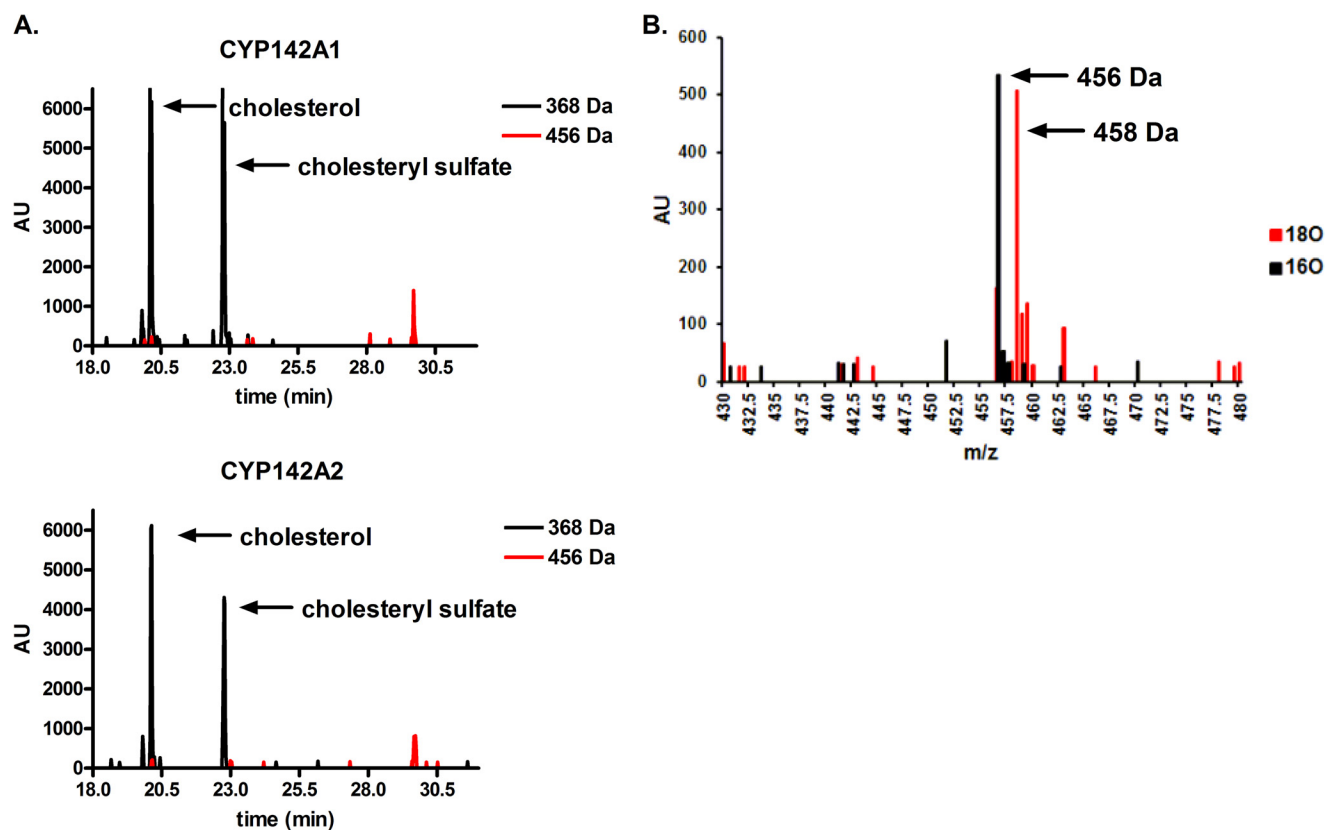 A.
CYP142A1
cholesterol
368 Da
456 Da
cholesteryl sulfate
AU
6000
5000
4000
3000
2000
1000
0
18.0 20.5 23.0 25.5 28.0 30.5
time (min)
CYP142A2
cholesterol
368 Da
456 Da
cholesteryl sulfate
AU
6000
5000
4000
3000
2000
1000
0
18.0 20.5 23.0 25.5 28.0 30.5
time (min)
B.
456 Da
458 Da
AU
600
500
400
300
200
100
0
430 432.5 435 437.5 440 442.5 445 447.5 450 452.5 455 457.5 460 462.5 465 467.5 470 472.5 475 477.5 480
m/z
18O
16O